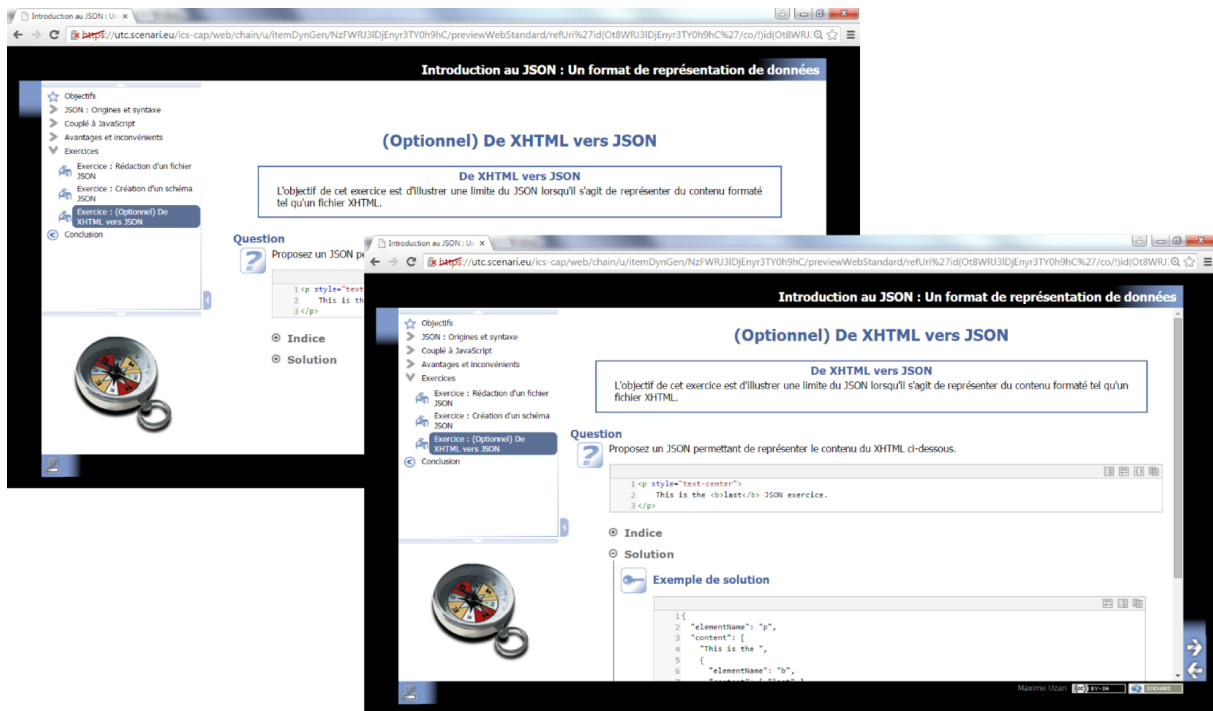 Introduction au JSON : Un
https://utc.scenari.eu/ics-cap/web/chain/u/itemDynGen/NzFWRJ3lDjEnyr3TY0h9hC/previewWebStandard/refUri%27id(Ot8WRU3lDjEnyr3TY0h9hC%27/co/!)id(Ot8WRU.
Introduction au JSON : Un format de représentation de données
Objectifs
JSON : Origines et syntaxe
Couplé à JavaScript
Avantages et inconvénients
Exercices
Exercice : Rédaction d'un fichier
JSON
Exercice : Création d'un schéma
JSON
Exercice : (Optionnel) De
XHTML vers JSON
Conclusion
(Optionnel) De XHTML vers JSON
De XHTML vers JSON
L'objectif de cet exercice est d'illustrer une limite du JSON lorsqu'il s'agit de représenter du contenu formaté
tel qu'un fichier XHTML.
Question
Proposez un JSON pe
1 <p style="text
2 This is th
3 </p>
Indice
Solution
Introduction au JSON : Un
https://utc.scenari.eu/ics-cap/web/chain/u/itemDynGen/NzFWRJ3lDjEnyr3TY0h9hC/previewWebStandard/refUri%27id(Ot8WRU3lDjEnyr3TY0h9hC%27/co/!)id(Ot8WRU.
Introduction au JSON : Un format de représentation de données
Objectifs
JSON : Origines et syntaxe
Couplé à JavaScript
Avantages et inconvénients
Exercices
Exercice : Rédaction d'un fichier
JSON
Exercice : Création d'un schéma
JSON
Exercice : (Optionnel) De
XHTML vers JSON
Conclusion
(Optionnel) De XHTML vers JSON
De XHTML vers JSON
L'objectif de cet exercice est d'illustrer une limite du JSON lorsqu'il s'agit de représenter du contenu formaté tel qu'un
fichier XHTML.
Question
Proposez un JSON permettant de représenter le contenu du XHTML ci-dessous.
1 <p style="text-center">
2 This is the <b>last</b> JSON exercice.
3 </p>
Indice
Solution
Exemple de solution
1 {
2 "elementName": "p",
3 "content": [
4 "This is the ",
5 {
6 "elementName": "b",
Maxime Uzan (cc) BY-SA SCENARI